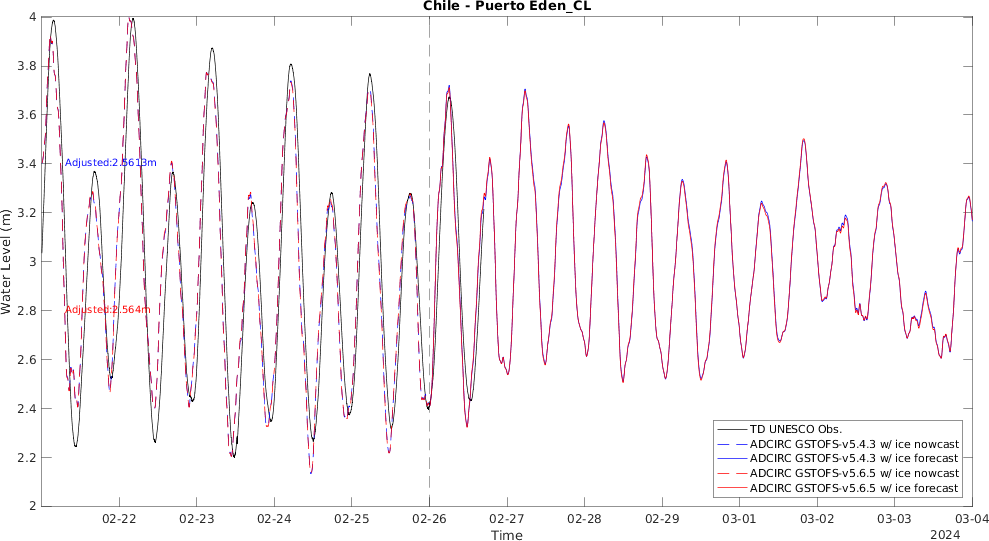 Chile - Puerto Eden_CL
Water Level (m)
4
3.8
3.6
3.4
3.2
3
2.8
2.6
2.4
2.2
2
Adjusted:2.5613m
Adjusted:2.564m
TD UNESCO Obs.
ADCIRC GSTOFS-v5.4.3 w/ ice nowcast
ADCIRC GSTOFS-v5.4.3 w/ ice forecast
ADCIRC GSTOFS-v5.6.5 w/ ice nowcast
ADCIRC GSTOFS-v5.6.5 w/ ice forecast
02-22 02-23 02-24 02-25 02-26 02-27 02-28 02-29 03-01 03-02 03-03 03-04
Time
2024